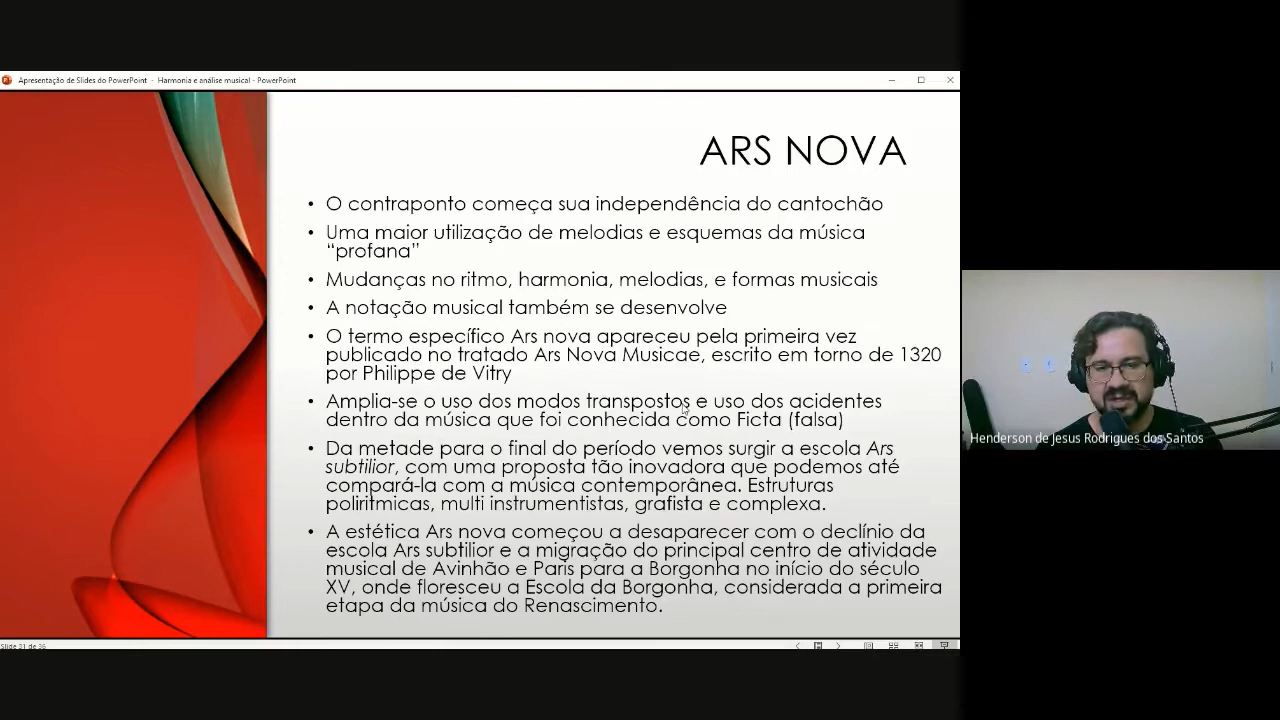 Apresentação de Slides do PowerPoint - Harmonia e análise musical - PowerPoint
ARS NOVA
• O contraponto começa sua independência do cantochão
• Uma maior utilização de melodias e esquemas da música
“profana”
• Mudanças no ritmo, harmonia, melodias, e formas musicais
• A notação musical também se desenvolve
• O termo específico Ars nova apareceu pela primeira vez
publicado no tratado Ars Nova Musicae, escrito em torno de 1320
por Philippe de Vitry
• Amplia-se o uso dos modos transpostos e uso dos acidentes
dentro da música que foi conhecida como Ficta (falsa)
• Da metade para o final do período vemos surgir a escola Ars
subtilior, com uma proposta tão inovadora que podemos até
compará-la com a música contemporânea. Estruturas
poliritmicas, multi instrumentistas, grafista e complexa.
• A estética Ars nova começou a desaparecer com o declínio da
escola Ars subtilior e a migração do principal centro de atividade
musical de Avinhão e Paris para a Borgonha no início do século
XV, onde floresceu a Escola da Borgonha, considerada a primeira
etapa da música do Renascimento.
Slide 31 de 36
Henderson de Jesus Rodrigues dos Santos